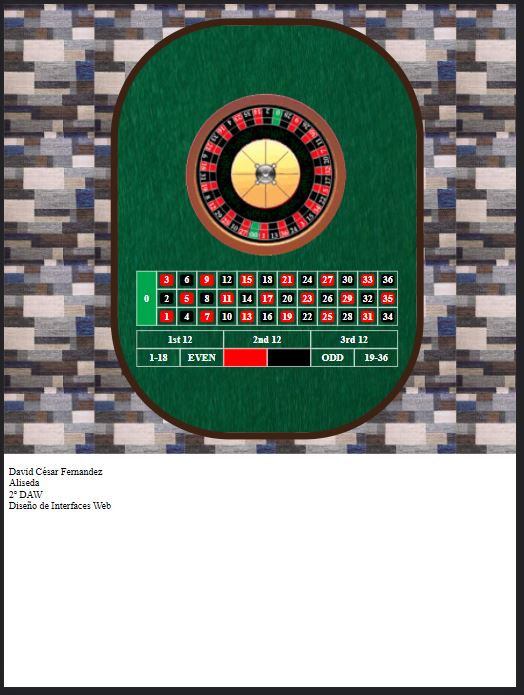 3 6 9 12 15 18 21 24 27 30 33 36
0 2 5 8 11 14 17 20 23 26 29 32 35
1 4 7 10 13 16 19 22 25 28 31 34
1st 12 2nd 12 3rd 12
1-18 EVEN ODD 19-36
David César Fernandez
Aliseda
2º DAW
Diseño de Interfaces Web